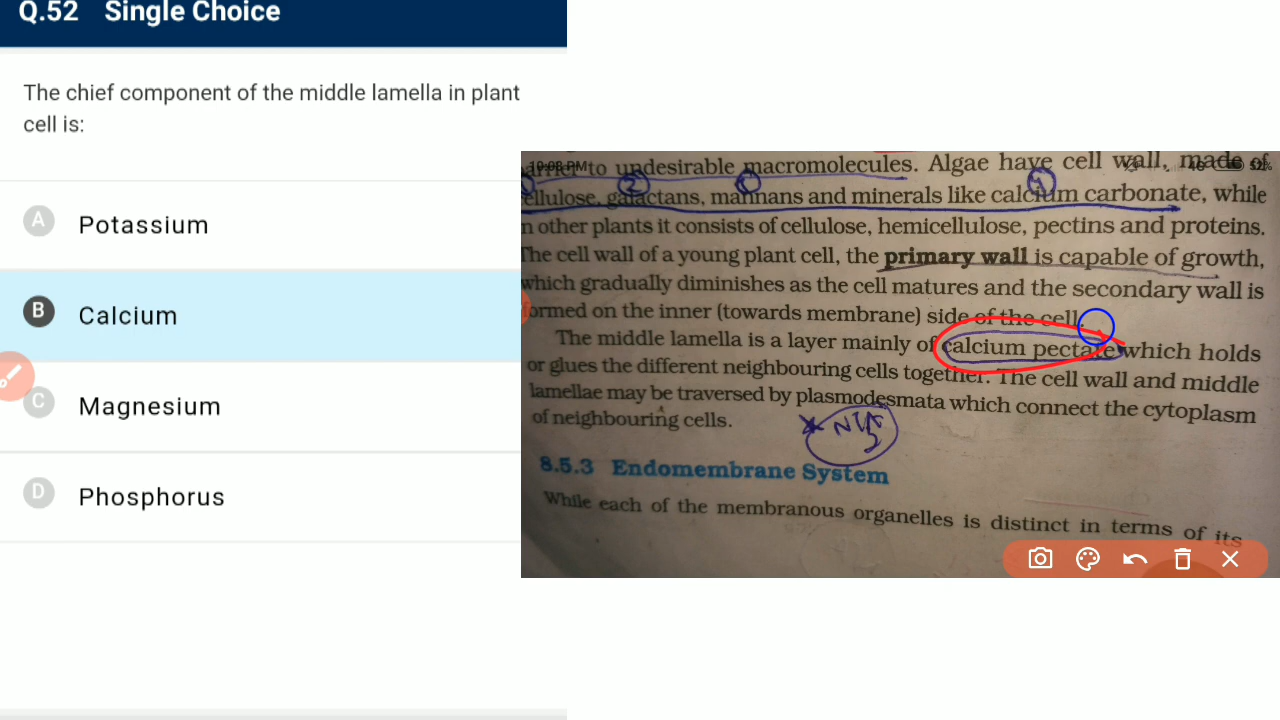 Q.52 Single Choice
The chief component of the middle lamella in plant
cell is:
A Potassium
B Calcium
C Magnesium
D Phosphorus
to undesirable macromolecules. Algae have cell wall, made of
ellulose, galactans, mannans and minerals like calcium carbonate, while
n other plants it consists of cellulose, hemicellulose, pectins and proteins.
The cell wall of a young plant cell, the primary wall is capable of growth,
which gradually diminishes as the cell matures and the secondary wall is
formed on the inner (towards membrane) side of the cell.
The middle lamella is a layer mainly of calcium pectate which holds
or glues the different neighbouring cells together. The cell wall and middle
lamellae may be traversed by plasmodesmata which connect the cytoplasm
of neighbouring cells.
8.5.3 Endomembrane System
While each of the membranous organelles is distinct in terms of its